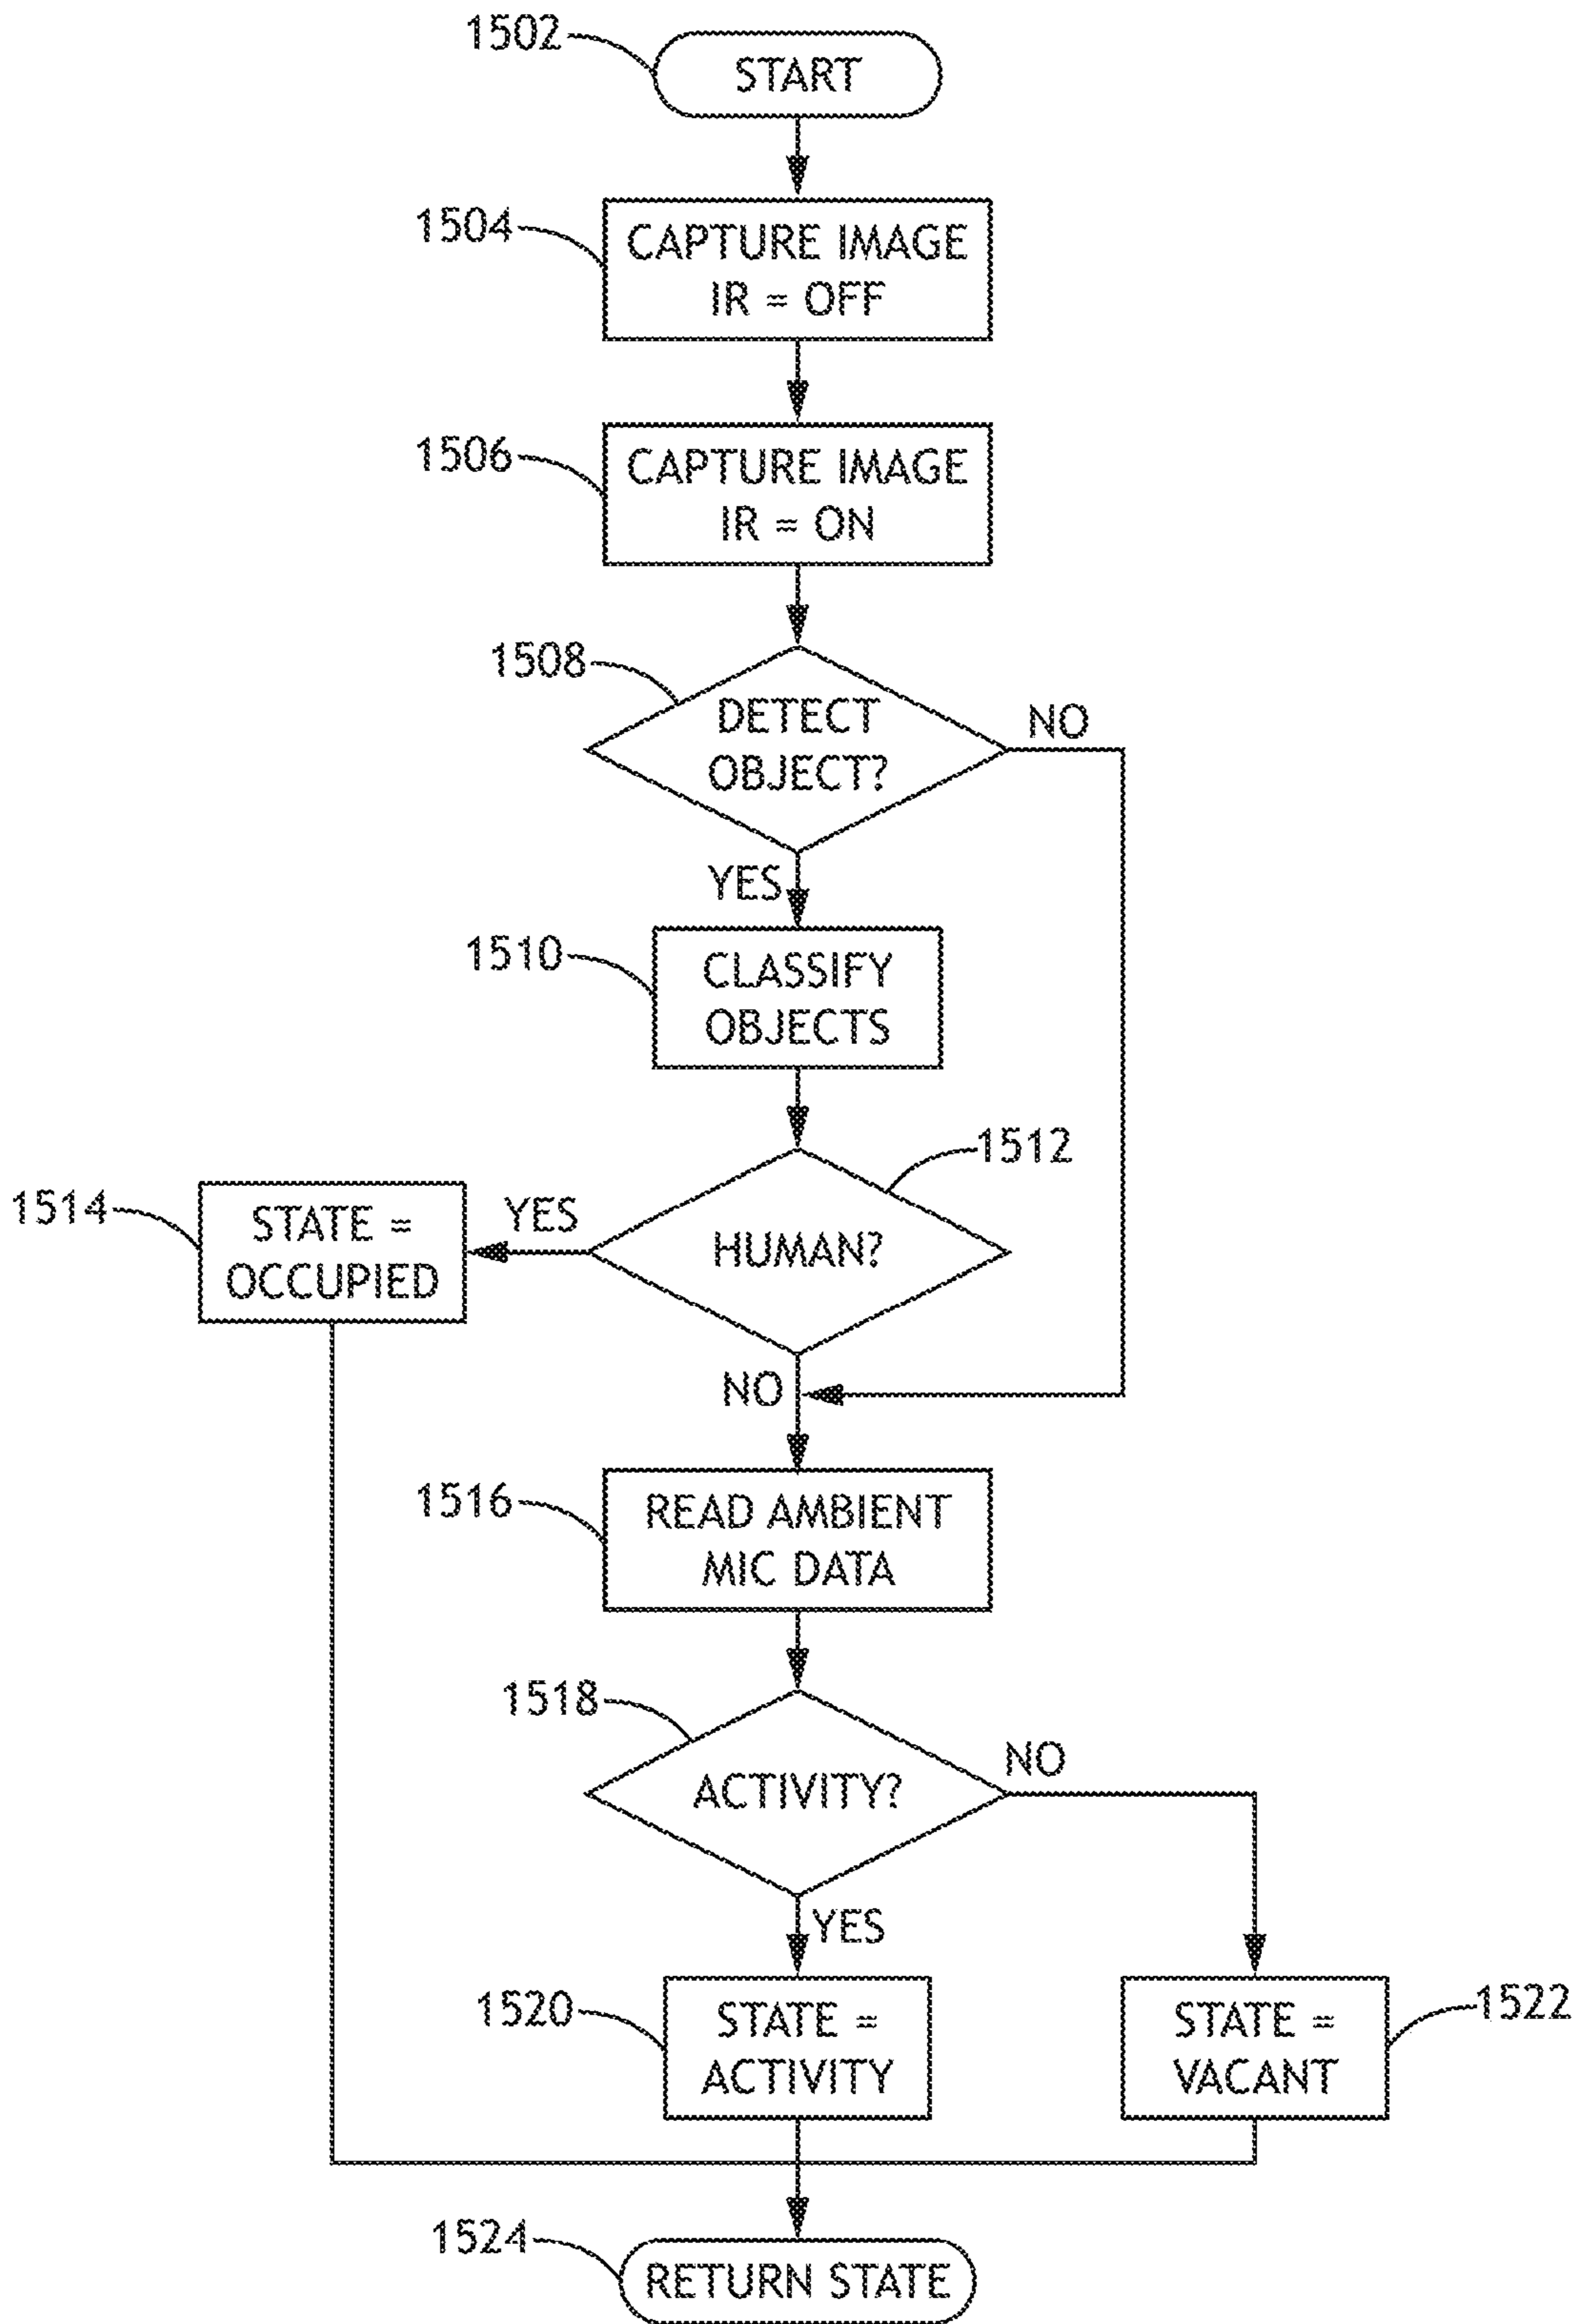 1502
START
1504
CAPTURE IMAGE
IR = OFF
1506
CAPTURE IMAGE
IR = ON
1508
DETECT
OBJECT?
NO
YES
1510
CLASSIFY
OBJECTS
1512
1514
STATE =
OCCUPIED
YES
HUMAN?
NO
1516
READ AMBIENT
MIC DATA
1518
ACTIVITY?
NO
YES
1520
STATE =
ACTIVITY
STATE =
VACANT
1522
1524
RETURN STATE